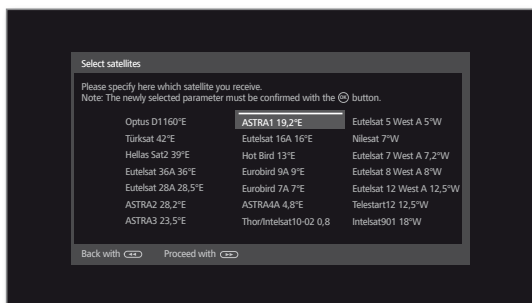 Select satellites
Please specify here which satellite you receive.
Note: The newly selected parameter must be confirmed with the OK button.
Optus D1160°E ASTRA1 19,2°E Eutelsat 5 West A 5°W
Türksat 42°E Eutelsat 16A 16°E Nilesat 7°W
Hellas Sat2 39°E Hot Bird 13°E Eutelsat 7 West A 7,2°W
Eutelsat 36A 36°E Eurobird 9A 9°E Eutelsat 8 West A 8°W
Eutelsat 28A 28,5°E Eurobird 7A 7°E Eutelsat 12 West A 12,5°W
ASTRA2 28,2°E ASTRA4A 4,8°E Telestart12 12,5°W
ASTRA3 23,5°E Thor/Intelsat10-02 0,8 Intelsat901 18°W
Back with Proceed with